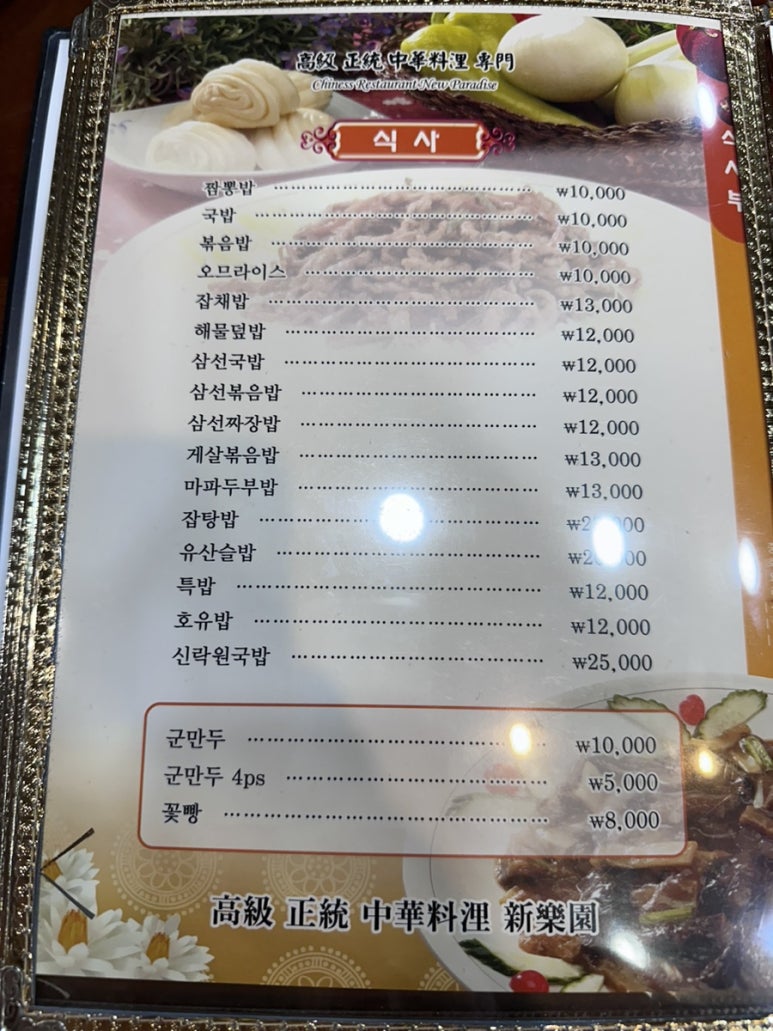 高級 正統 中華料浬 專門
Chiness Restaurant New Paradise
식사
짬뽕밥 ₩10,000
국밥 ₩10,000
볶음밥 ₩10,000
오므라이스 ₩10,000
잡채밥 ₩13,000
해물덮밥 ₩12,000
삼선국밥 ₩12,000
삼선볶음밥 ₩12,000
삼선짜장밥 ₩12,000
게살볶음밥 ₩13,000
마파두부밥 ₩13,000
잡탕밥
유산슬밥
특밥 ₩12,000
호유밥 ₩12,000
신락원국밥 ₩25,000
군만두 ₩10,000
군만두 4ps ₩5,000
꽃빵 ₩8,000
高級 正統 中華料浬 新樂園
식사부